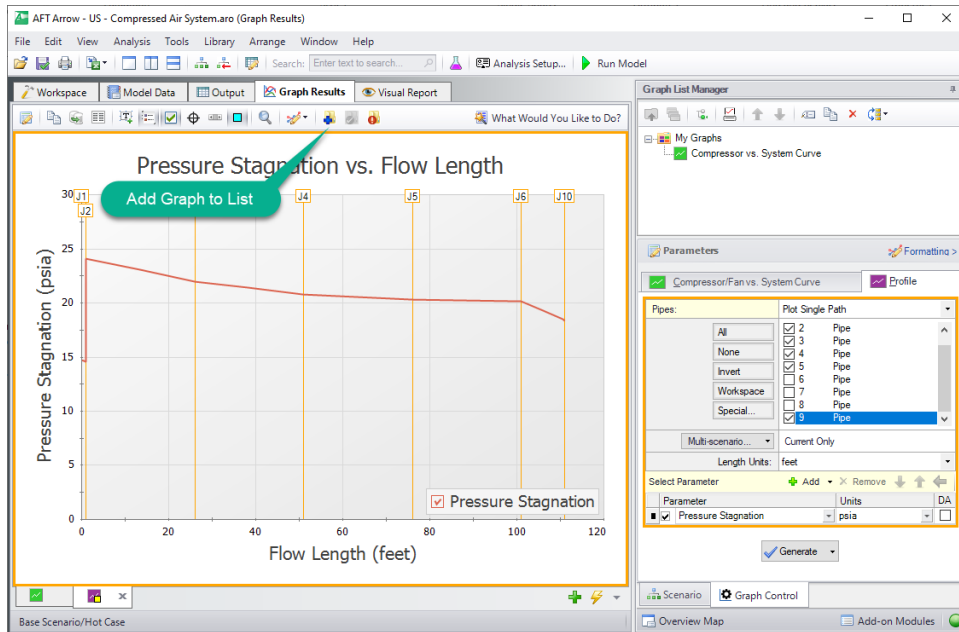 AFT Arrow - US - Compressed Air System.aro (Graph Results)
File Edit View Analysis Tools Library Arrange Window Help
Search: Enter text to search... Analysis Setup... Run Model
Workspace Model Data Output Graph Results Visual Report
What Would You Like to Do?
Add Graph to List
Pressure Stagnation vs. Flow Length
J1 J4 J5 J6 J10
J2
Pressure Stagnation (psia)
30
25
20
15
10
5
0
0 20 40 60 80 100 120
Flow Length (feet)
Pressure Stagnation
Base Scenario/Hot Case
Graph List Manager
My Graphs
Compressor vs. System Curve
Parameters Formatting >
Compressor/Fan vs. System Curve Profile
Pipes: Plot Single Path
All
None
Invert
Workspace
Special...
2 Pipe
3 Pipe
4 Pipe
5 Pipe
6 Pipe
7 Pipe
8 Pipe
9 Pipe
Multi-scenario... Current Only
Length Units: feet
Select Parameter Add Remove
Parameter Units DA
Pressure Stagnation psia
Generate
Scenario Graph Control
Overview Map Add-on Modules